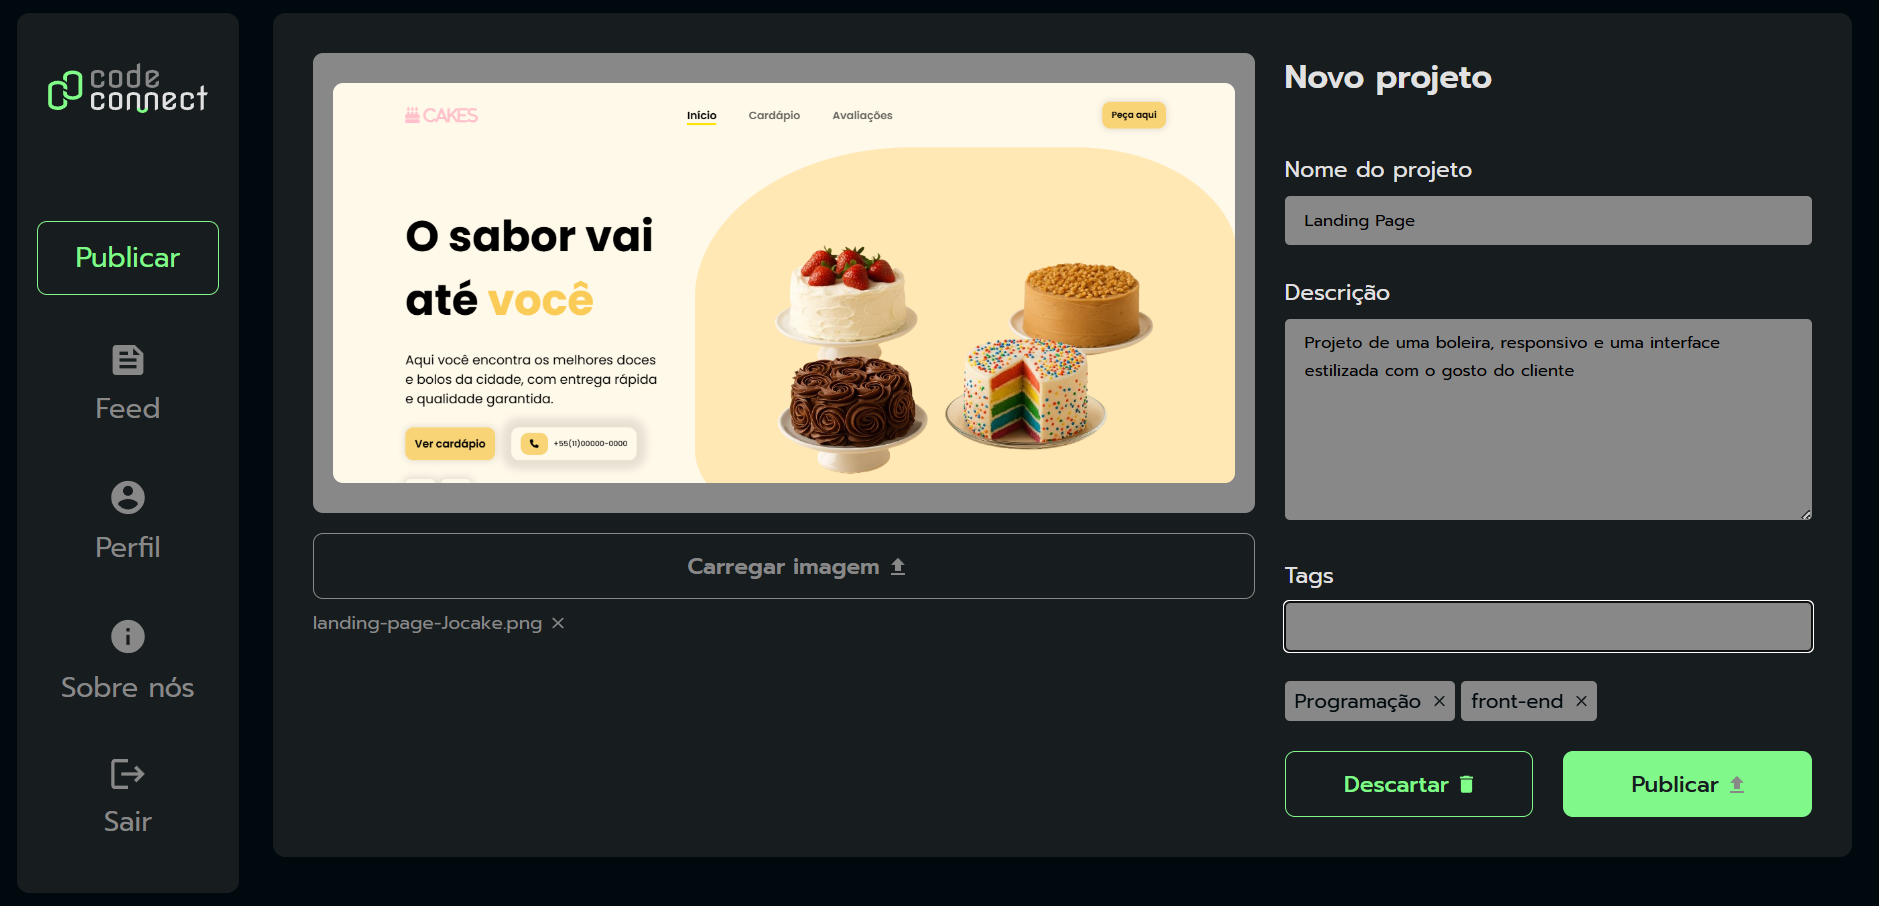 code
connect
Publicar
Feed
Perfil
Sobre nós
Sair
CAKES
Início
Cardápio
Avaliações
Peça aqui
O sabor vai
até você
Aqui você encontra os melhores doces
e bolos da cidade, com entrega rápida
e qualidade garantida.
Ver cardápio
+55(11)00000-0000
Carregar imagem
landing-page-Jocake.png
Novo projeto
Nome do projeto
Landing Page
Descrição
Projeto de uma boleira, responsivo e uma interface
estilizada com o gosto do cliente
Tags
Programação
front-end
Descartar
Publicar